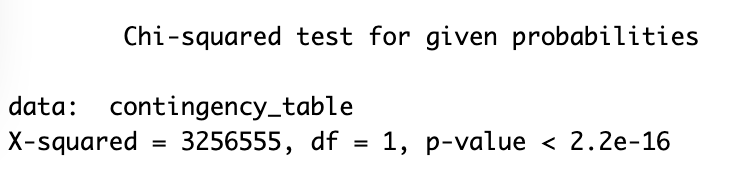 Chi-squared test for given probabilities
data:  contingency_table
X-squared = 3256555, df = 1, p-value < 2.2e-16